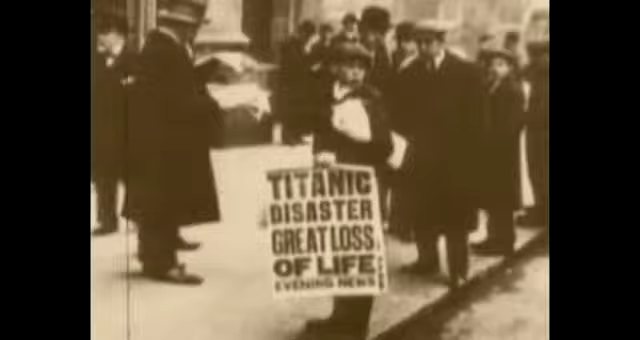 TITANIC
DISASTER
GREAT LOSS
OF LIFE
EVENING NEWS